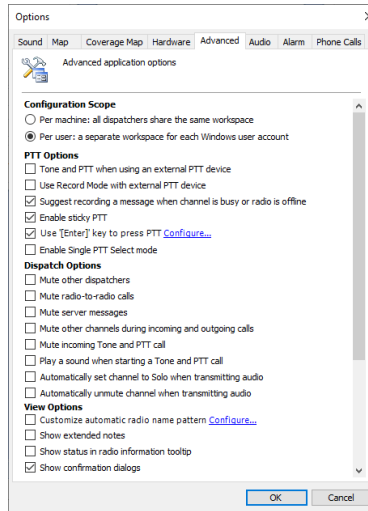 Options
Sound Map Coverage Map Hardware Advanced Audio Alarm Phone Calls
Advanced application options
Configuration Scope
Per machine: all dispatchers share the same workspace
Per user: a separate workspace for each Windows user account
PTT Options
Tone and PTT when using an external PTT device
Use Record Mode with external PTT device
Suggest recording a message when channel is busy or radio is offline
Enable sticky PTT
Use '[Enter]' key to press PTT Configure...
Enable Single PTT Select mode
Dispatch Options
Mute other dispatchers
Mute radio-to-radio calls
Mute server messages
Mute other channels during incoming and outgoing calls
Mute incoming Tone and PTT call
Play a sound when starting a Tone and PTT call
Automatically set channel to Solo when transmitting audio
Automatically unmute channel when transmitting audio
View Options
Customize automatic radio name pattern Configure...
Show extended notes
Show status in radio information tooltip
Show confirmation dialogs
OK Cancel